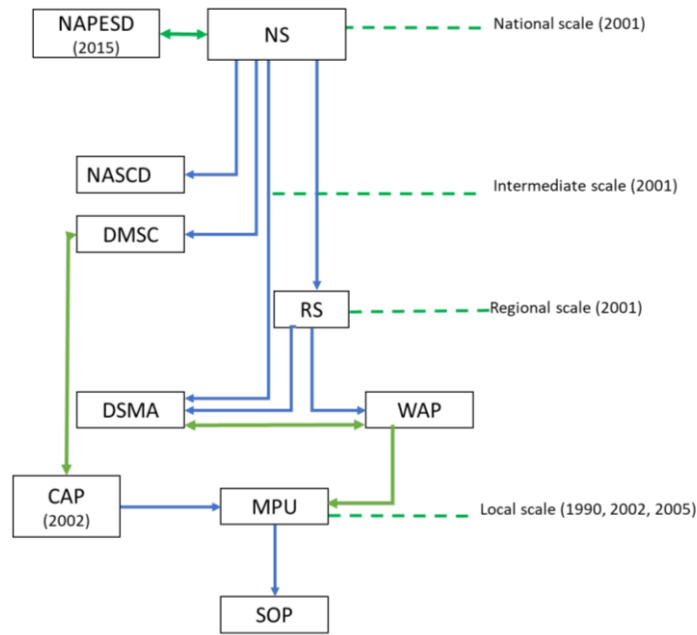 NAPESD
(2015)
NS
National scale (2001)
NASCD
Intermediate scale (2001)
DMSC
RS
Regional scale (2001)
DSMA
WAP
CAP
(2002)
MPU
Local scale (1990, 2002, 2005)
SOP